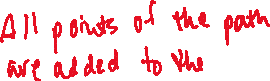 All points of the path
are added to the